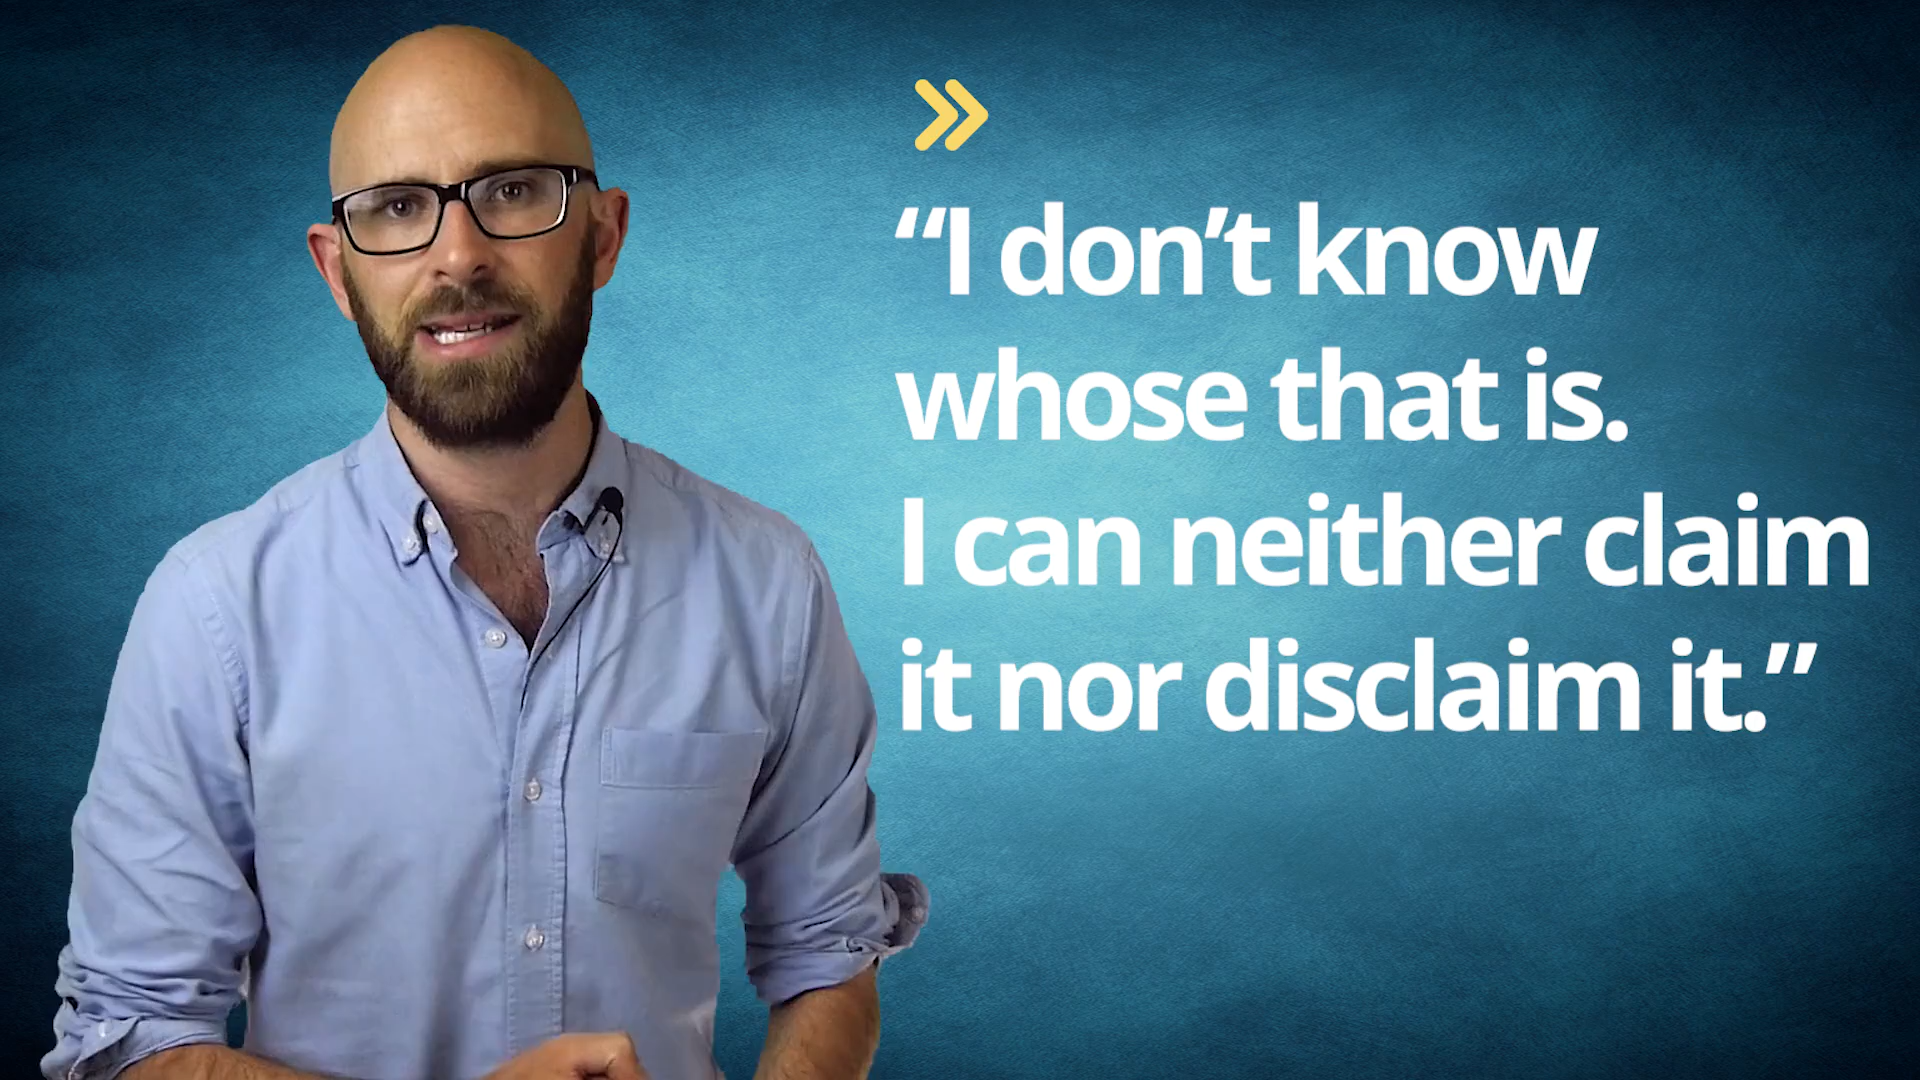 “I don’t know
whose that is.
I can neither claim
it nor disclaim it.”